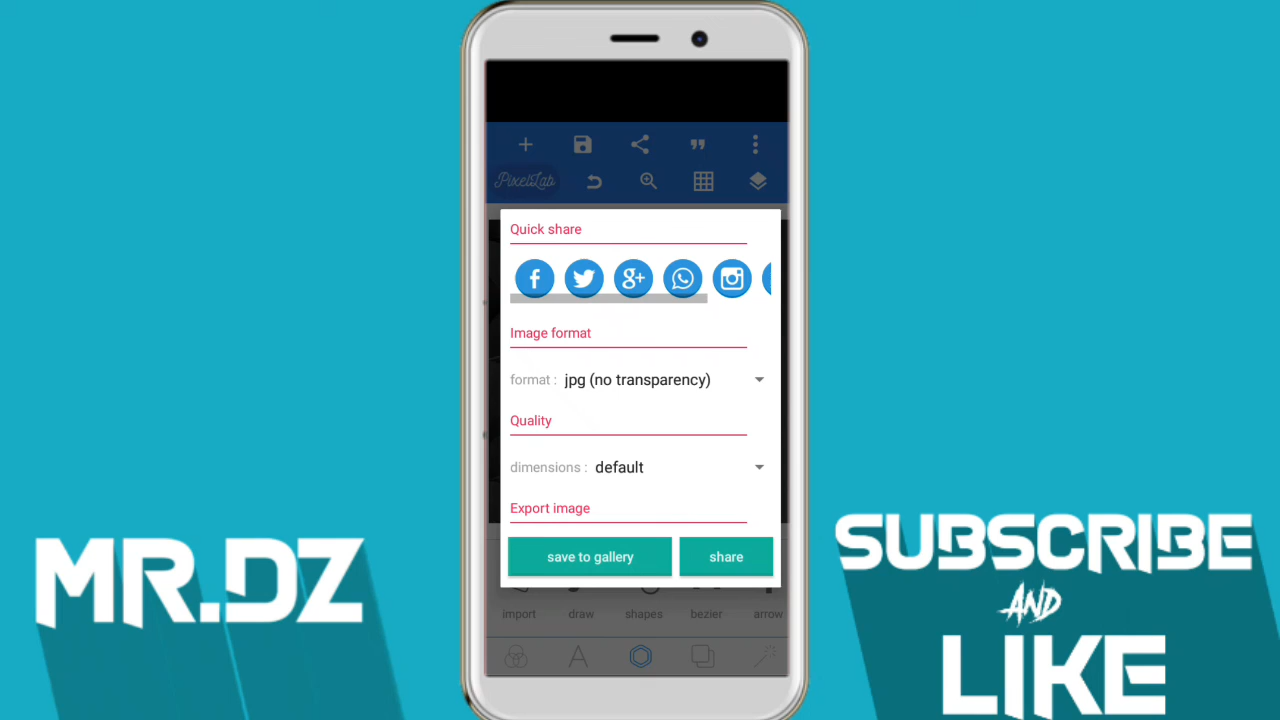 PixelLab
Quick share
Image format
format : jpg (no transparency)
Quality
dimensions : default
Export image
save to gallery share
import draw shapes bezier arrow
MR.DZ
SUBSCRIBE
AND
LIKE